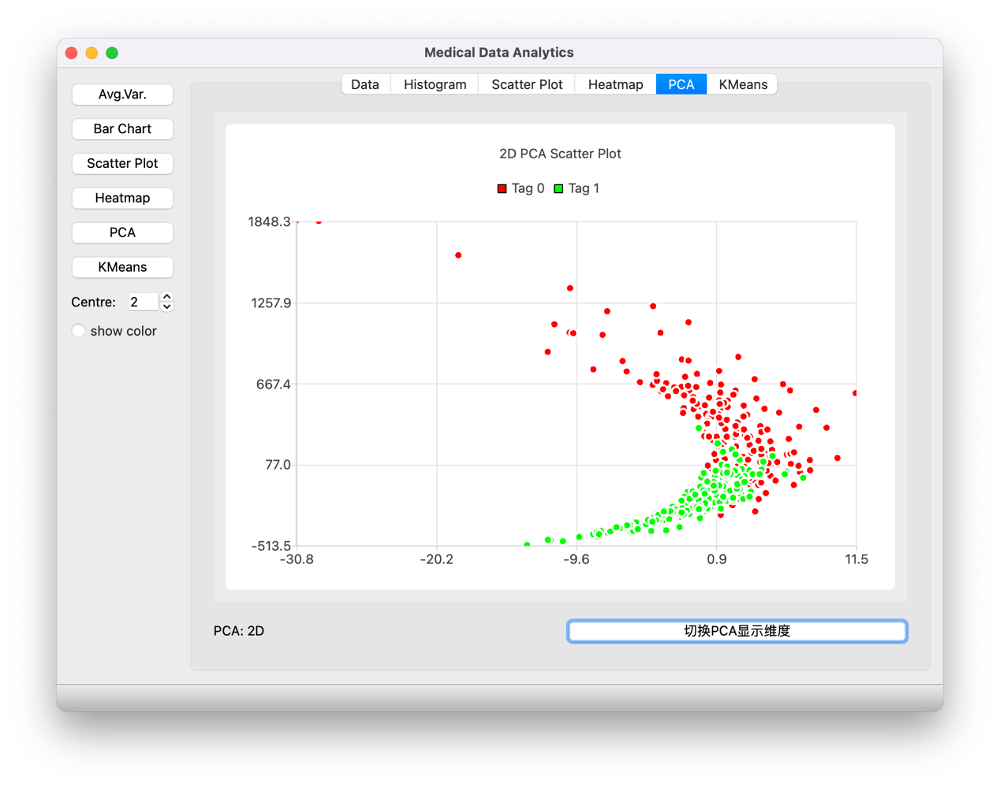 Medical Data Analytics
Data Histogram Scatter Plot Heatmap PCA KMeans
Avg.Var.
Bar Chart
Scatter Plot
Heatmap
PCA
KMeans
Centre: 2
show color
2D PCA Scatter Plot
Tag 0 Tag 1
1848.3
1257.9
667.4
77.0
-513.5
-30.8 -20.2 -9.6 0.9 11.5
PCA: 2D
切换PCA显示维度